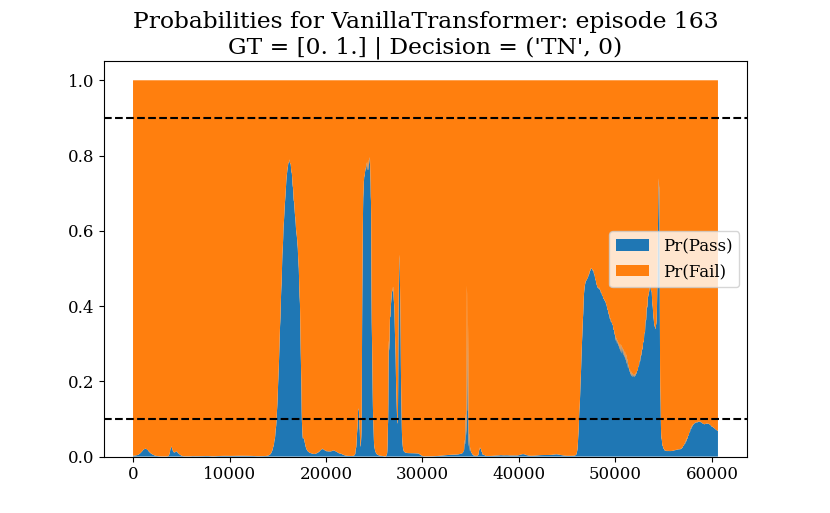 Probabilities for VanillaTransformer: episode 163
GT = [0. 1.] | Decision = ('TN', 0)
1.0
0.8
0.6
0.4
0.2
0.0
Pr(Pass)
Pr(Fail)
0 10000 20000 30000 40000 50000 60000